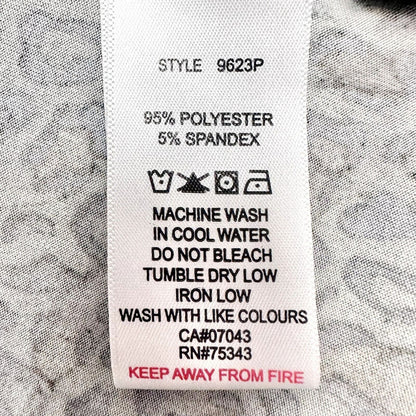 STYLE 9623P
95% POLYESTER
5% SPANDEX
MACHINE WASH
IN COOL WATER
DO NOT BLEACH
TUMBLE DRY LOW
IRON LOW
WASH WITH LIKE COLOURS
CA#07043
RN#75343
KEEP AWAY FROM FIRE